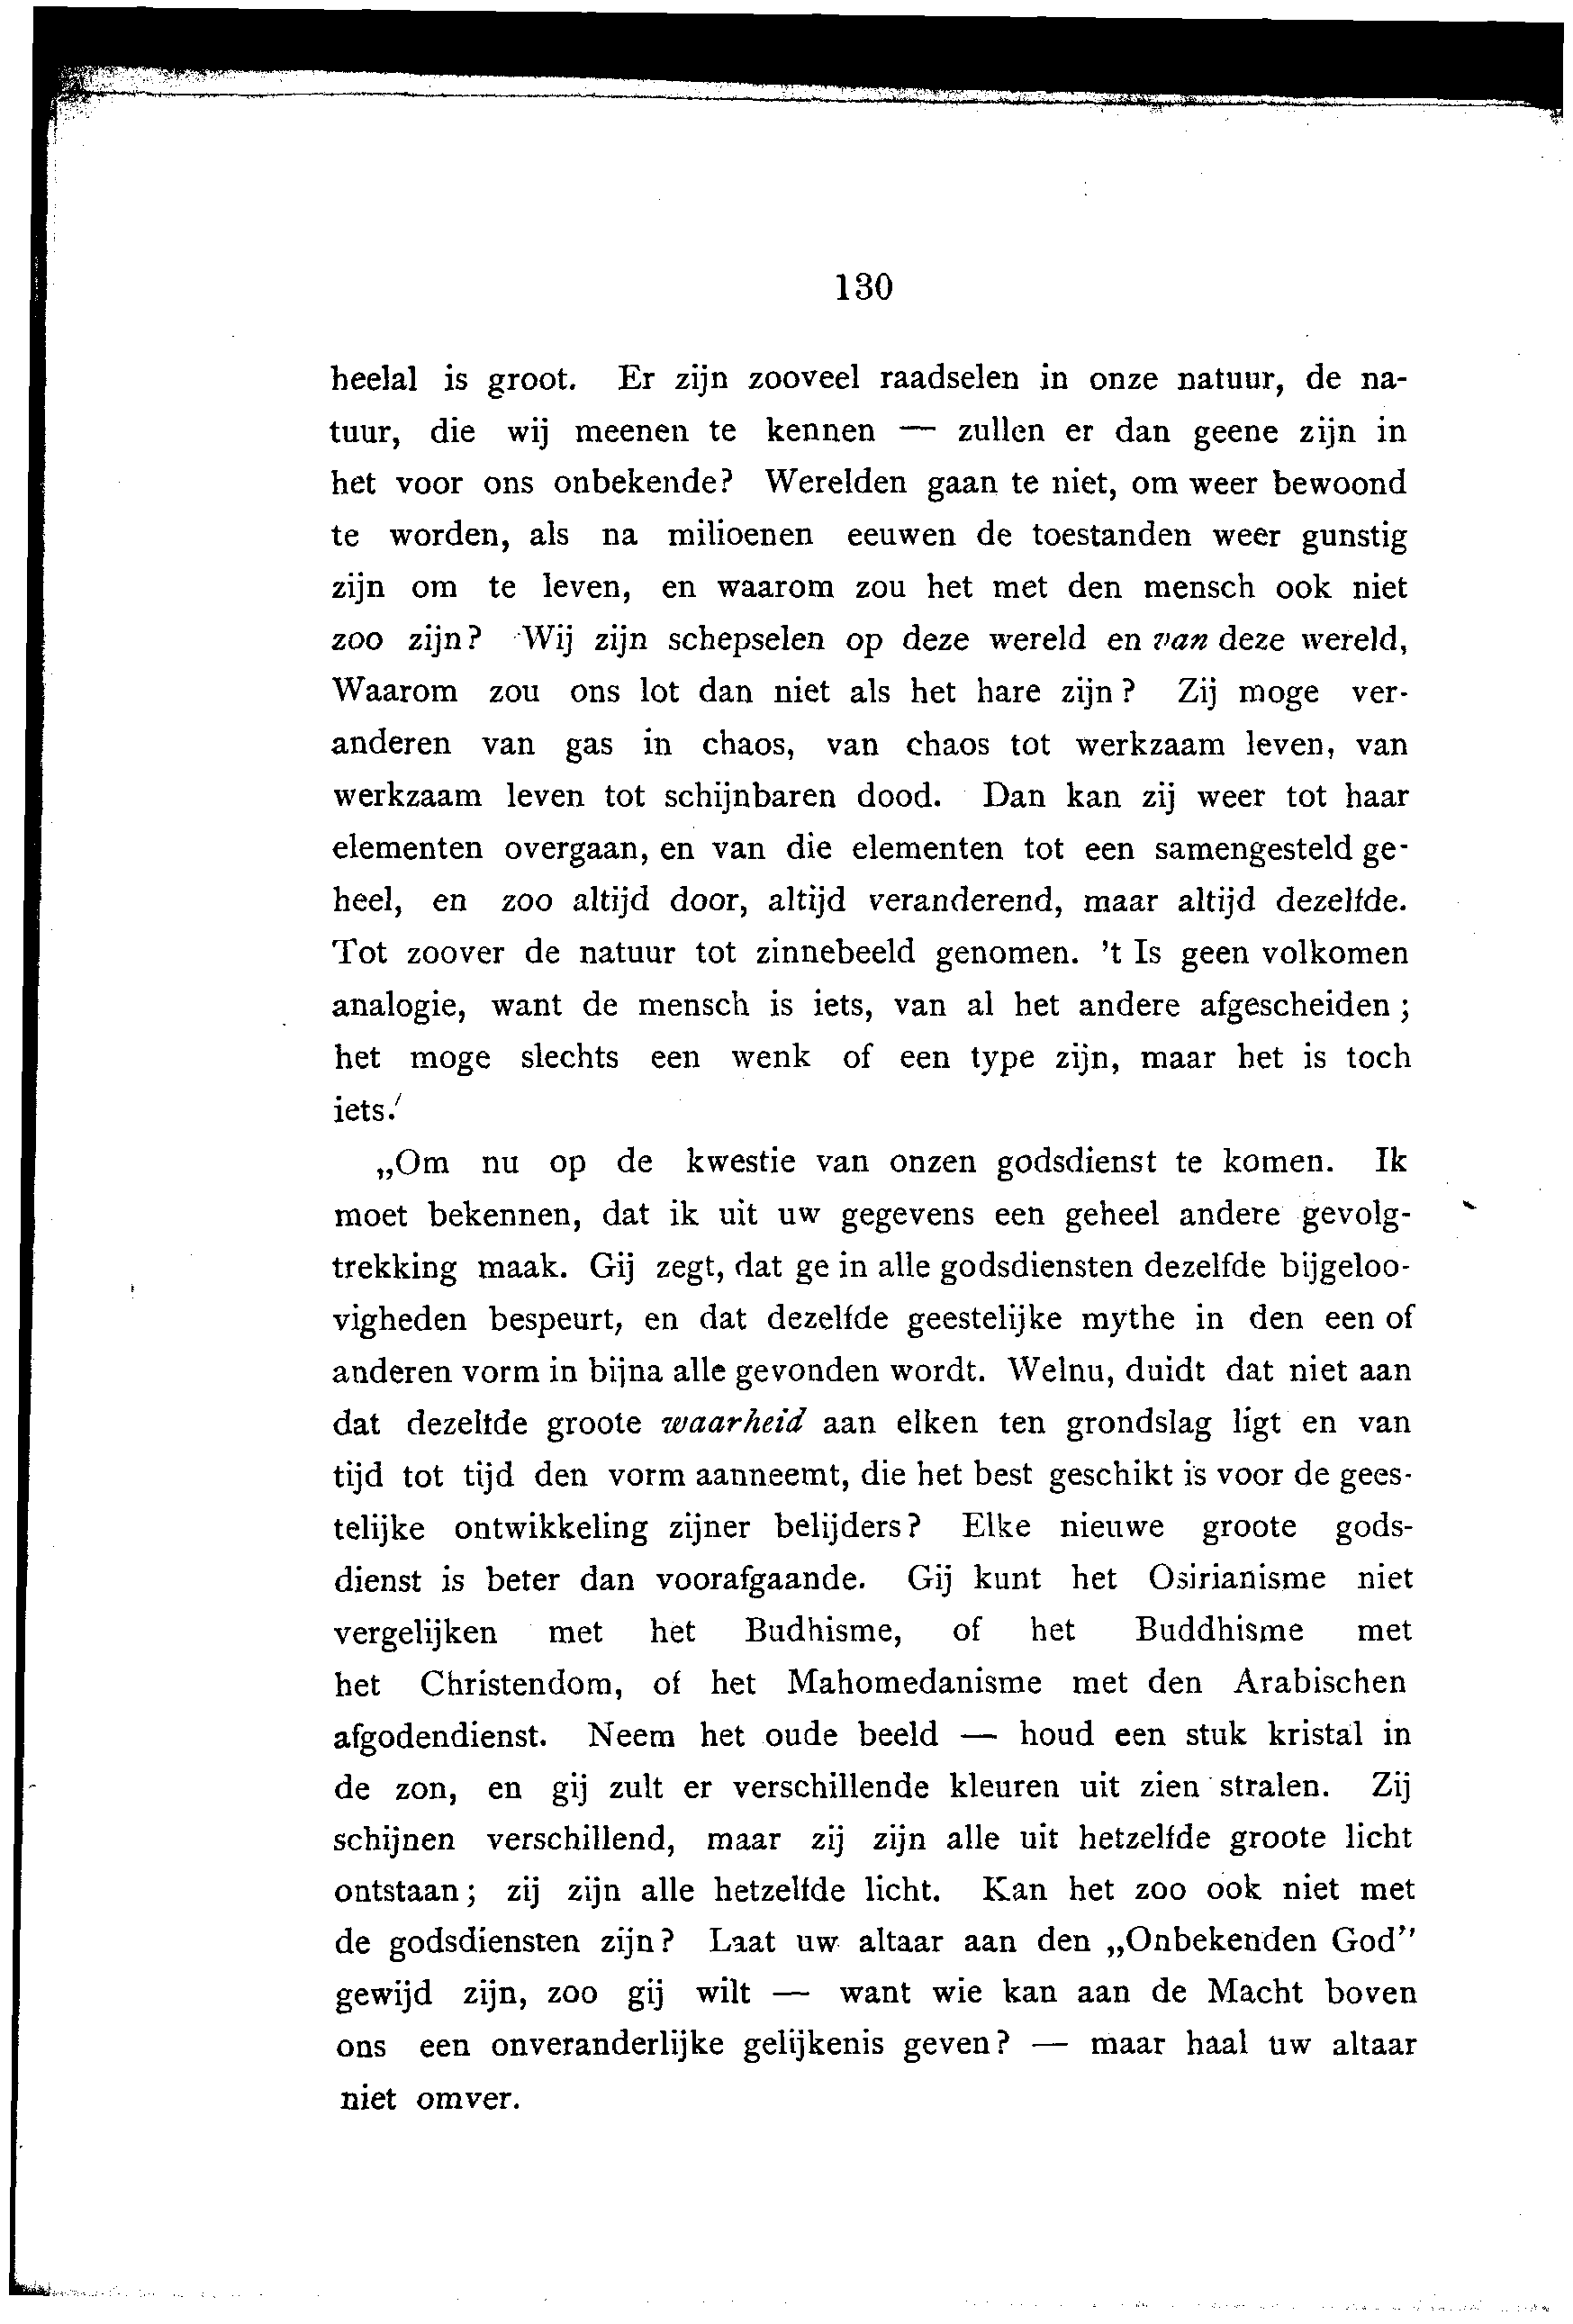 130
heelal is groot. Er zijn zooveel raadselen in onze natuur, de na-
tuur, die wij meenen te kennen — zullen er dan geene zijn in
het voor ons onbekende? Werelden gaan te niet, om weer bewoond
te worden, als na milioenen eeuwen de toestanden weer gunstig
zijn om te leven, en waarom zou het met den mensch ook niet
zoo zijn? Wij zijn schepselen op deze wereld en van deze wereld,
Waarom zou ons lot dan niet als het hare zijn? Zij moge ver-
anderen van gas in chaos, van chaos tot werkzaam leven, van
werkzaam leven tot schijnbaren dood. Dan kan zij weer tot haar
elementen overgaan, en van die elementen tot een samengesteld ge-
heel, en zoo altijd door, altijd veranderend, maar altijd dezelfde.
Tot zoover de natuur tot zinnebeeld genomen. 't Is geen volkomen
analogie, want de mensch is iets, van al het andere afgescheiden;
het moge slechts een wenk of een type zijn, maar het is toch
iets.'
„Om nu op de kwestie van onzen godsdienst te komen. Ik
moet bekennen, dat ik uit uw gegevens een geheel andere gevolg-
trekking maak. Gij zegt, dat ge in alle godsdiensten dezelfde bijgeloo-
vigheden bespeurt, en dat dezelfde geestelijke mythe in den een of
anderen vorm in bijna alle gevonden wordt. Welnu, duidt dat niet aan
dat dezelfde groote waarheid aan elken ten grondslag ligt en van
tijd tot tijd den vorm aanneemt, die het best geschikt is voor de gees-
telijke ontwikkeling zijner belijders? Elke nieuwe groote gods-
dienst is beter dan voorafgaande. Gij kunt het Osirianisme niet
vergelijken met het Budhisme, of het Buddhisme met
het Christendom, of het Mahomedanisme met den Arabischen
afgodendienst. Neem het oude beeld — houd een stuk kristal in
de zon, en gij zult er verschillende kleuren uit zien stralen. Zij
schijnen verschillend, maar zij zijn alle uit hetzelfde groote licht
ontstaan; zij zijn alle hetzelfde licht. Kan het zoo ook niet met
de godsdiensten zijn? Laat uw altaar aan den „Onbekenden God"
gewijd zijn, zoo gij wilt — want wie kan aan de Macht boven
ons een onveranderlijke gelijkenis geven? — maar haal uw altaar
niet omver.